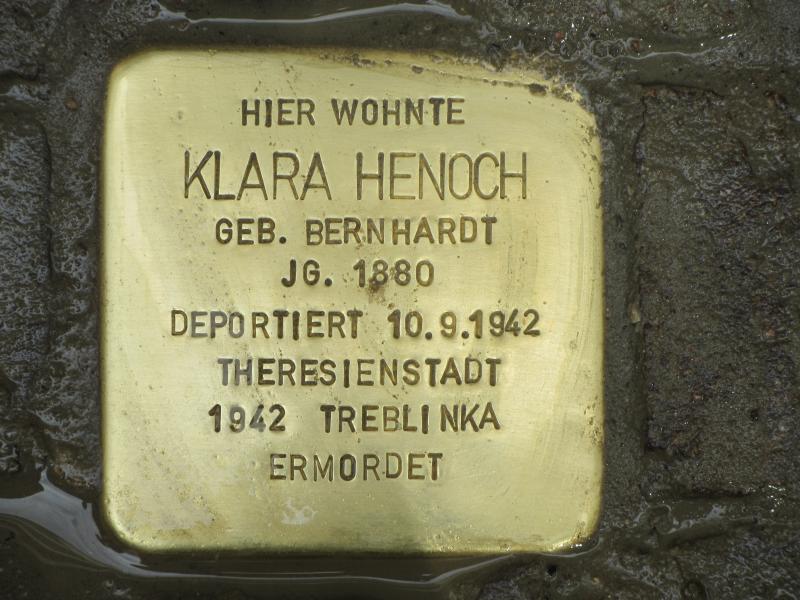 HIER WOHNTE
KLARA HENOCH
GEB. BERNHARDT
JG. 1880
DEPORTIERT 10.9.1942
THERESIENSTADT
1942 TREBLINKA
ERMORDET